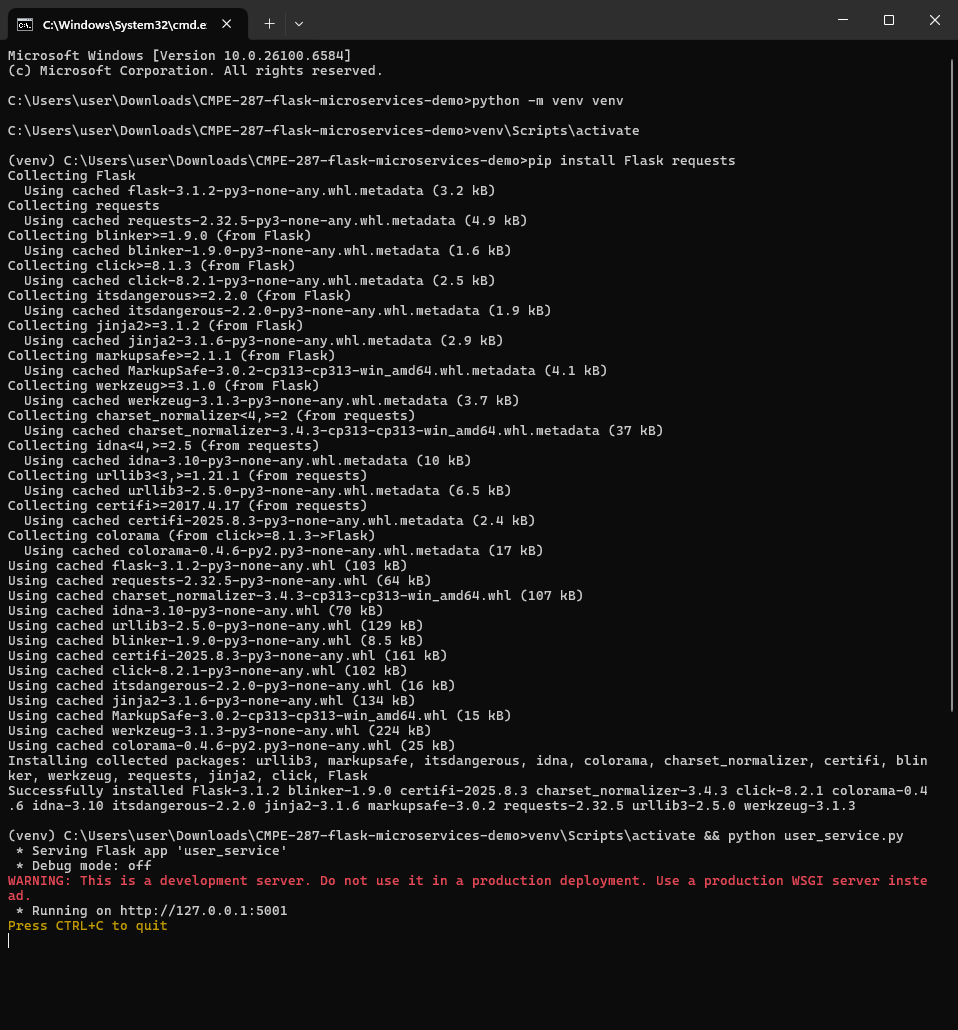 C:\Windows\System32\cmd.e
Microsoft Windows [Version 10.0.26100.6584]
(c) Microsoft Corporation. All rights reserved.
C:\Users\user\Downloads\CMPE-287-flask-microservices-demo>python -m venv venv
C:\Users\user\Downloads\CMPE-287-flask-microservices-demo>venv\Scripts\activate
(venv) C:\Users\user\Downloads\CMPE-287-flask-microservices-demo>pip install Flask requests
Collecting Flask
  Using cached flask-3.1.2-py3-none-any.whl.metadata (3.2 kB)
Collecting requests
  Using cached requests-2.32.5-py3-none-any.whl.metadata (4.9 kB)
Collecting blinker>=1.9.0 (from Flask)
  Using cached blinker-1.9.0-py3-none-any.whl.metadata (1.6 kB)
Collecting click>=8.1.3 (from Flask)
  Using cached click-8.2.1-py3-none-any.whl.metadata (2.5 kB)
Collecting itsdangerous>=2.2.0 (from Flask)
  Using cached itsdangerous-2.2.0-py3-none-any.whl.metadata (1.9 kB)
Collecting jinja2>=3.1.2 (from Flask)
  Using cached jinja2-3.1.6-py3-none-any.whl.metadata (2.9 kB)
Collecting markupsafe>=2.1.1 (from Flask)
  Using cached MarkupSafe-3.0.2-cp313-cp313-win_amd64.whl.metadata (4.1 kB)
Collecting werkzeug>=3.1.0 (from Flask)
  Using cached werkzeug-3.1.3-py3-none-any.whl.metadata (3.7 kB)
Collecting charset_normalizer<4,>=2 (from requests)
  Using cached charset_normalizer-3.4.3-cp313-cp313-win_amd64.whl.metadata (37 kB)
Collecting idna<4,>=2.5 (from requests)
  Using cached idna-3.10-py3-none-any.whl.metadata (10 kB)
Collecting urllib3<3,>=1.21.1 (from requests)
  Using cached urllib3-2.5.0-py3-none-any.whl.metadata (6.5 kB)
Collecting certifi>=2017.4.17 (from requests)
  Using cached certifi-2025.8.3-py3-none-any.whl.metadata (2.4 kB)
Collecting colorama (from click>=8.1.3->Flask)
  Using cached colorama-0.4.6-py2.py3-none-any.whl.metadata (17 kB)
Using cached flask-3.1.2-py3-none-any.whl (103 kB)
Using cached requests-2.32.5-py3-none-any.whl (64 kB)
Using cached charset_normalizer-3.4.3-cp313-cp313-win_amd64.whl (107 kB)
Using cached idna-3.10-py3-none-any.whl (70 kB)
Using cached urllib3-2.5.0-py3-none-any.whl (129 kB)
Using cached blinker-1.9.0-py3-none-any.whl (8.5 kB)
Using cached certifi-2025.8.3-py3-none-any.whl (161 kB)
Using cached click-8.2.1-py3-none-any.whl (102 kB)
Using cached itsdangerous-2.2.0-py3-none-any.whl (16 kB)
Using cached jinja2-3.1.6-py3-none-any.whl (134 kB)
Using cached MarkupSafe-3.0.2-cp313-cp313-win_amd64.whl (15 kB)
Using cached werkzeug-3.1.3-py3-none-any.whl (224 kB)
Using cached colorama-0.4.6-py2.py3-none-any.whl (25 kB)
Installing collected packages: urllib3, markupsafe, itsdangerous, idna, colorama, charset_normalizer, certifi, blin
ker, werkzeug, requests, jinja2, click, Flask
Successfully installed Flask-3.1.2 blinker-1.9.0 certifi-2025.8.3 charset_normalizer-3.4.3 click-8.2.1 colorama-0.4
.6 idna-3.10 itsdangerous-2.2.0 jinja2-3.1.6 markupsafe-3.0.2 requests-2.32.5 urllib3-2.5.0 werkzeug-3.1.3
(venv) C:\Users\user\Downloads\CMPE-287-flask-microservices-demo>venv\Scripts\activate && python user_service.py
 * Serving Flask app 'user_service'
 * Debug mode: off
WARNING: This is a development server. Do not use it in a production deployment. Use a production WSGI server inste
ad.
 * Running on http://127.0.0.1:5001
Press CTRL+C to quit